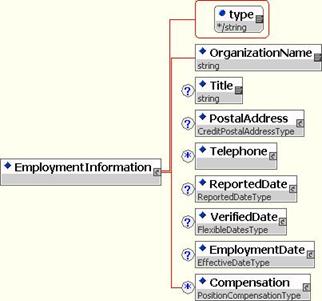 type
*/string
OrganizationName
string
? Title
string
? PostalAddress
CreditPostalAddressType
* Telephone
EmploymentInformation
? ReportedDate
ReportedDateType
? VerifiedDate
FlexibleDatesType
? EmploymentDate
EffectiveDateType
* Compensation
PositionCompensationType